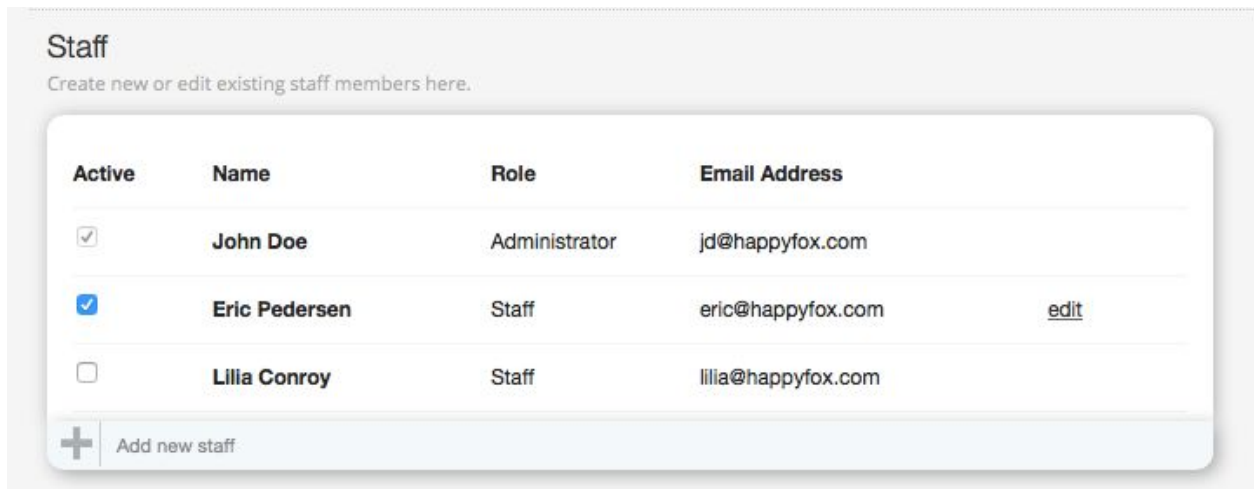 Staff
Create new or edit existing staff members here.
Active Name Role Email Address
John Doe Administrator jd@happyfox.com
Eric Pedersen Staff eric@happyfox.com edit
Lilia Conroy Staff lilia@happyfox.com
Add new staff